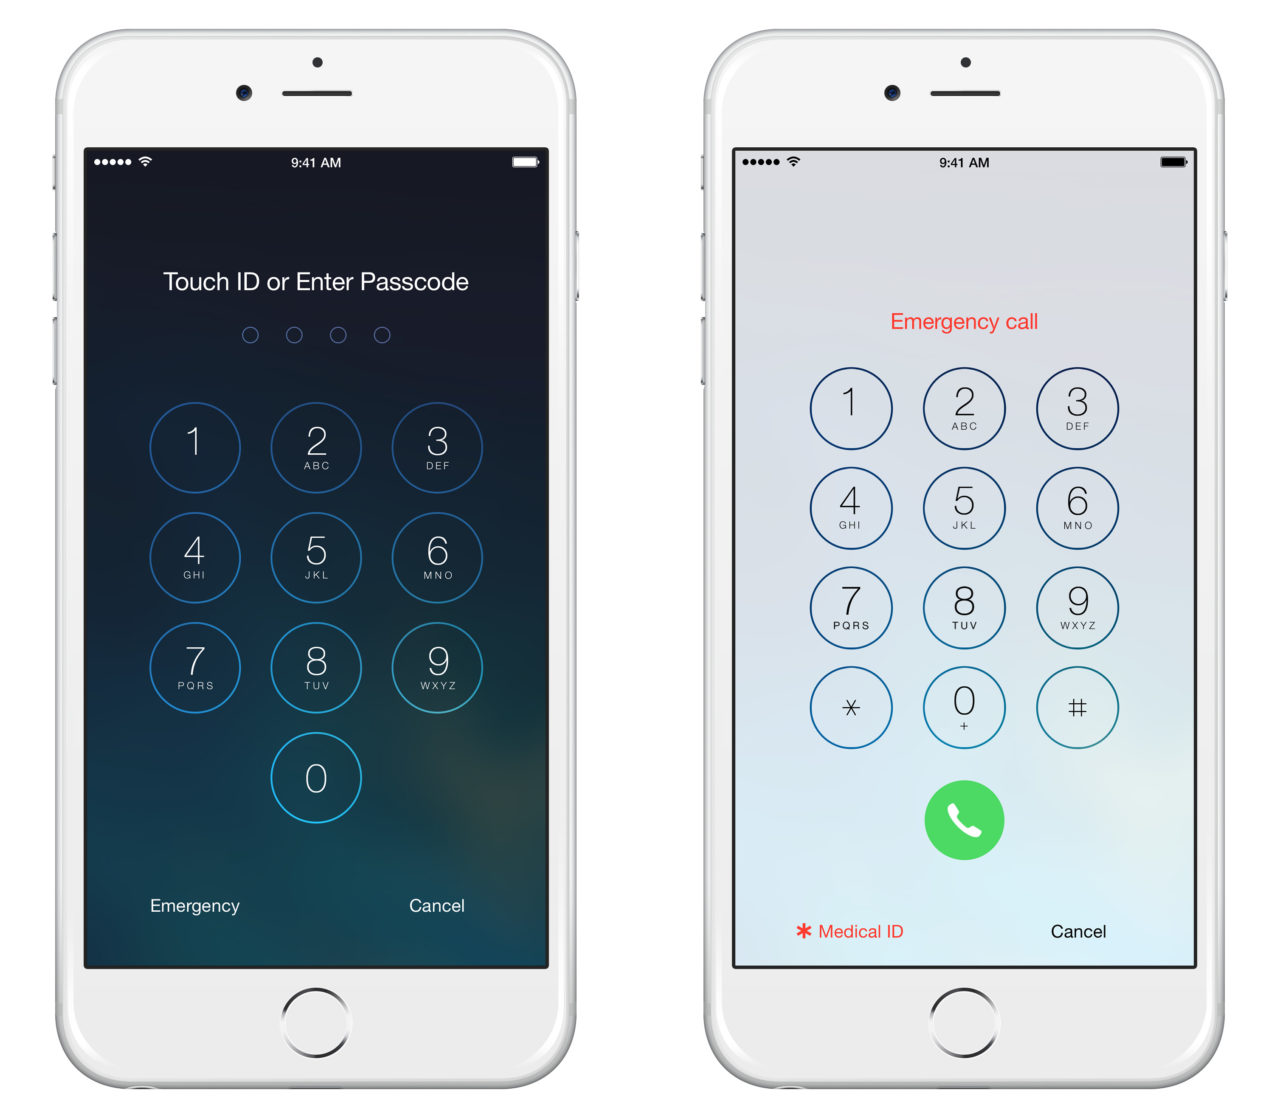 9:41 AM
Touch ID or Enter Passcode
1
2
ABC
3
DEF
4
GHI
5
JKL
6
MNO
7
PQRS
8
TUV
9
WXYZ
0
Emergency
Cancel
9:41 AM
Emergency call
1
2
ABC
3
DEF
4
GHI
5
JKL
6
MNO
7
PQRS
8
TUV
9
WXYZ
*
0
+
#
* Medical ID
Cancel